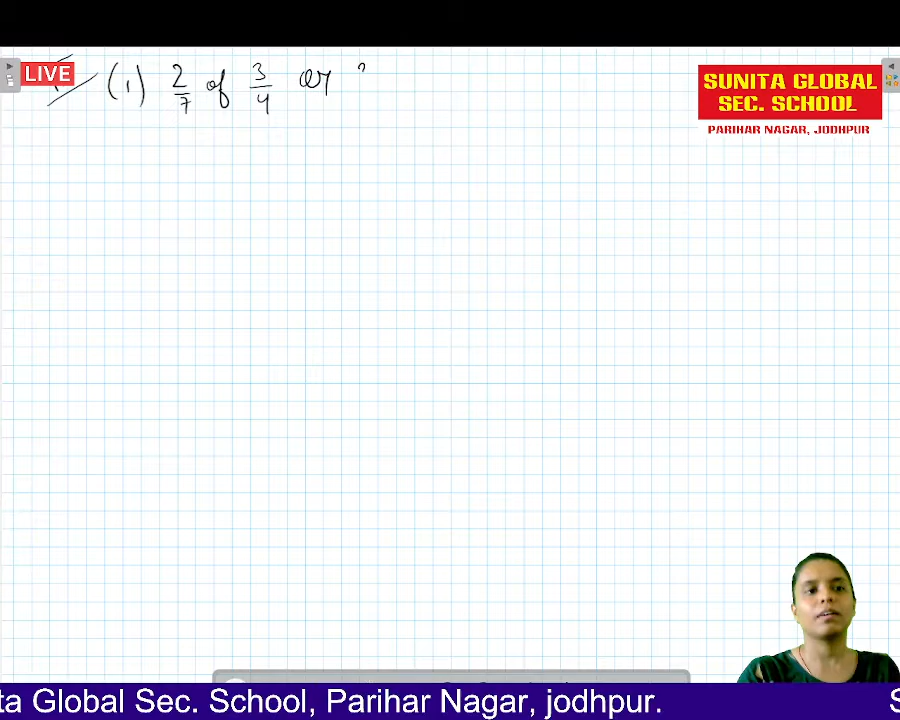 LIVE
(1) 2/7 of 3/4 or
SUNITA GLOBAL
SEC. SCHOOL
PARIHAR NAGAR, JODHPUR
ta Global Sec. School, Parihar Nagar, jodhpur. S